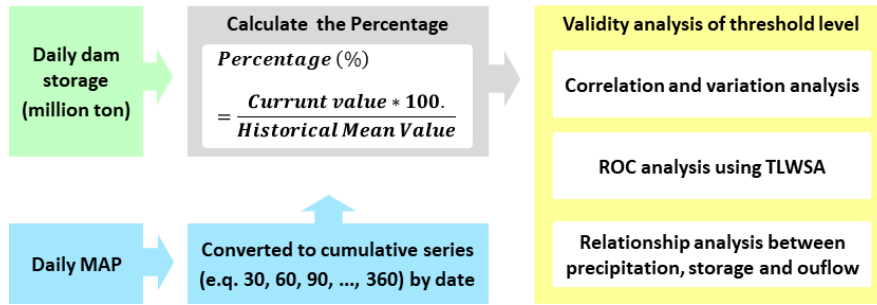 Daily dam
storage
(million ton)
Calculate the Percentage
Percentage (%)
= Currunt value * 100.
Historical Mean Value
Validity analysis of threshold level
Correlation and variation analysis
ROC analysis using TLWSA
Relationship analysis between
precipitation, storage and ouflow
Daily MAP
Converted to cumulative series
(e.q. 30, 60, 90, ..., 360) by date